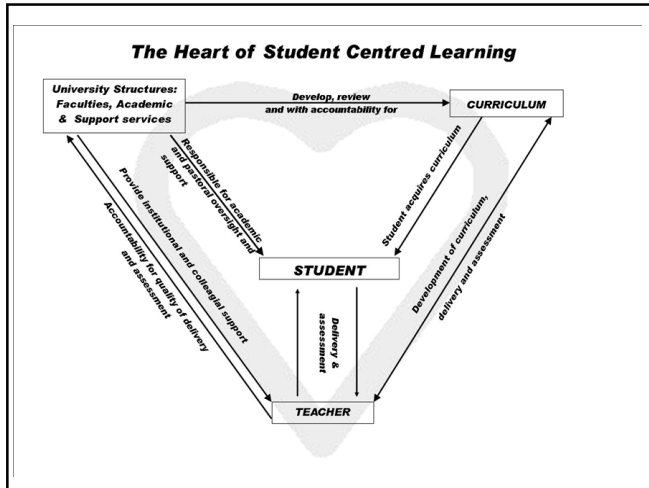 The Heart of Student Centred Learning
University Structures:
Faculties, Academic
& Support services
Develop, review
and with accountability for
CURRICULUM
Responsible for academic
and pastoral oversight and
support
Student acquires curriculum
Provide institutional and colleagial support
Accountability for quality of delivery
and assessment
STUDENT
Development of curriculum,
delivery and assessment
Delivery &
assessment
TEACHER